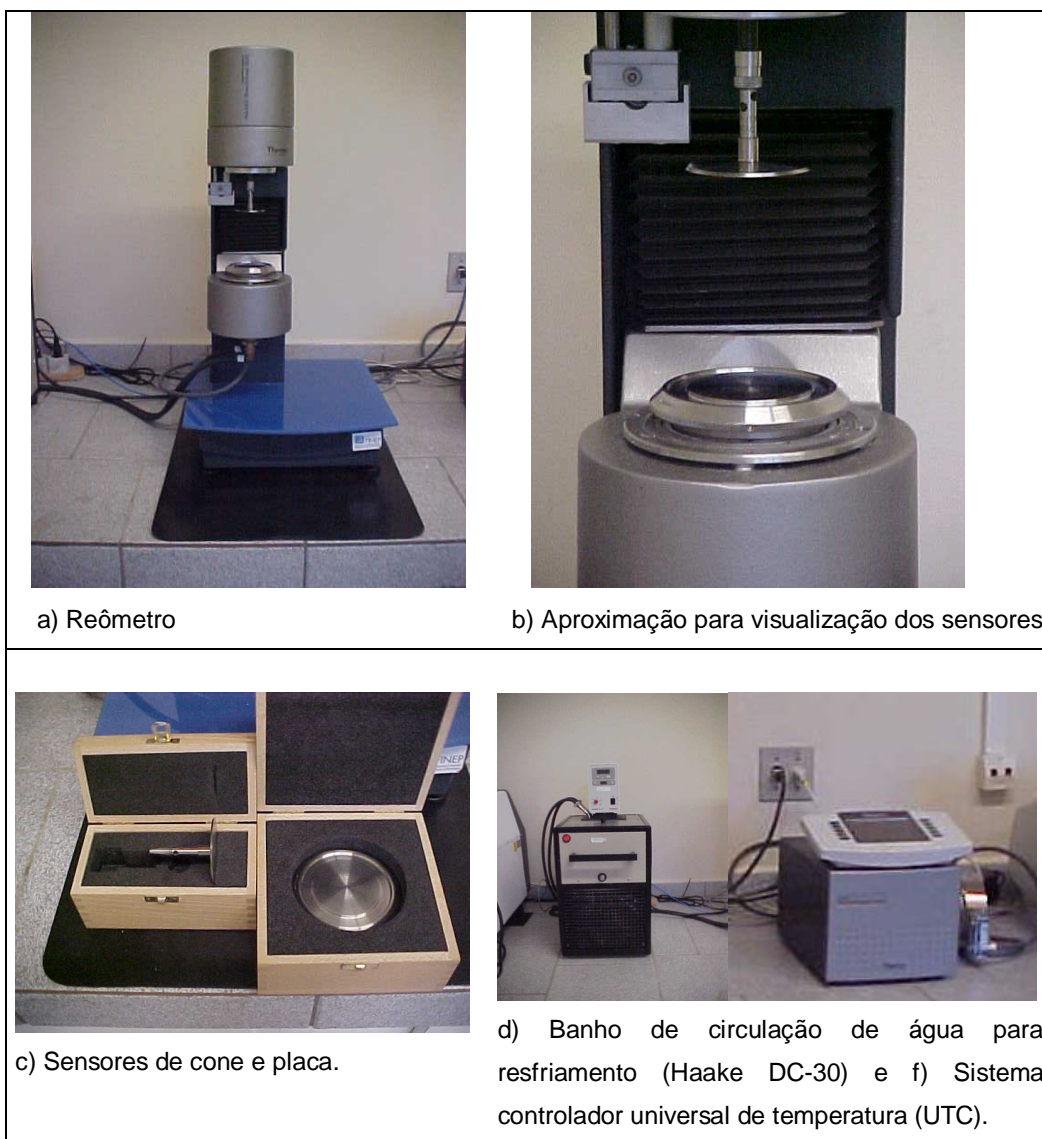 a) Reômetro
b) Aproximação para visualização dos sensores
FINEP
c) Sensores de cone e placa.
d) Banho de circulação de água para
resfriamento (Haake DC-30) e f) Sistema
controlador universal de temperatura (UTC).